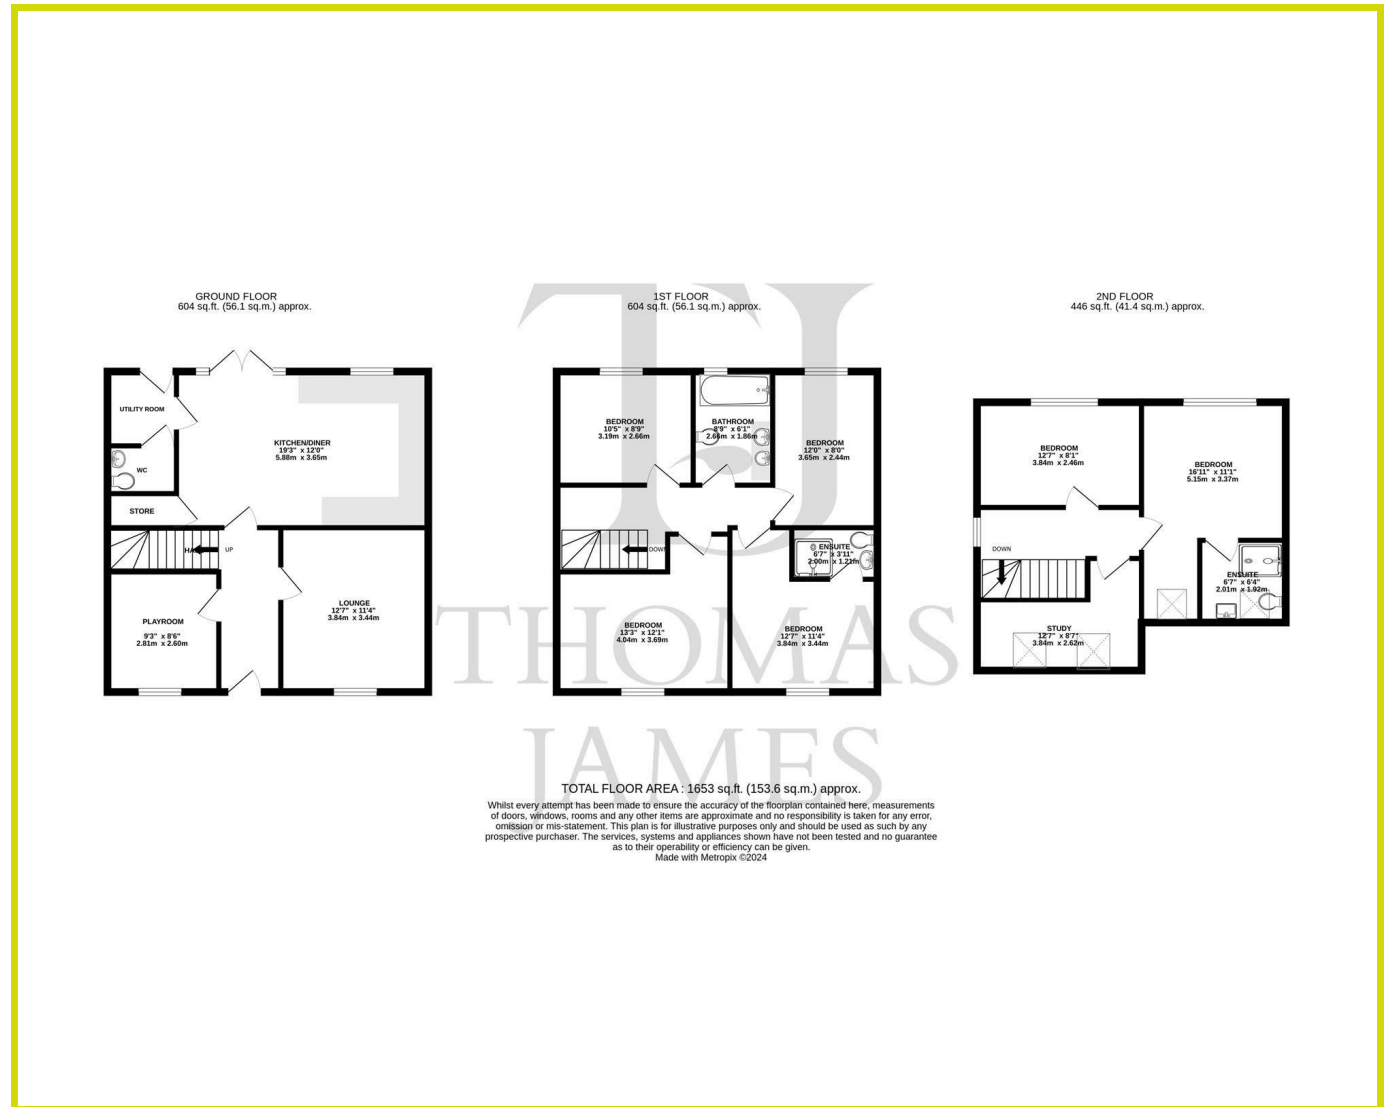 GROUND FLOOR
604 sq.ft. (56.1 sq.m.) approx.
UTILITY ROOM
WC
STORE
KITCHEN/DINER
19'3" x 12'0"
5.88m x 3.65m
UP
PLAYROOM
9'3" x 8'6"
2.81m x 2.60m
LOUNGE
12'7" x 11'4"
3.84m x 3.44m
1ST FLOOR
604 sq.ft. (56.1 sq.m.) approx.
BEDROOM
10'5" x 8'9"
3.19m x 2.66m
BATHROOM
8'9" x 6'1"
2.66m x 1.86m
BEDROOM
12'0" x 8'0"
3.65m x 2.44m
DOWN
ENSUITE
6'7" x 3'11"
2.00m x 1.21m
BEDROOM
13'3" x 12'1"
4.04m x 3.69m
BEDROOM
12'7" x 11'4"
3.84m x 3.44m
2ND FLOOR
446 sq.ft. (41.4 sq.m.) approx.
BEDROOM
12'7" x 8'1"
3.84m x 2.46m
BEDROOM
16'11" x 11'1"
5.15m x 3.37m
DOWN
ENSUITE
6'7" x 6'4"
2.01m x 1.92m
STUDY
12'7" x 8'7"
3.84m x 2.62m
TJ
THOMAS
JAMES
TOTAL FLOOR AREA : 1653 sq.ft. (153.6 sq.m.) approx.
Whilst every attempt has been made to ensure the accuracy of the floorplan contained here, measurements
of doors, windows, rooms and any other items are approximate and no responsibility is taken for any error,
omission or mis-statement. This plan is for illustrative purposes only and should be used as such by any
prospective purchaser. The services, systems and appliances shown have not been tested and no guarantee
as to their operability or efficiency can be given.
Made with Metropix ©2024